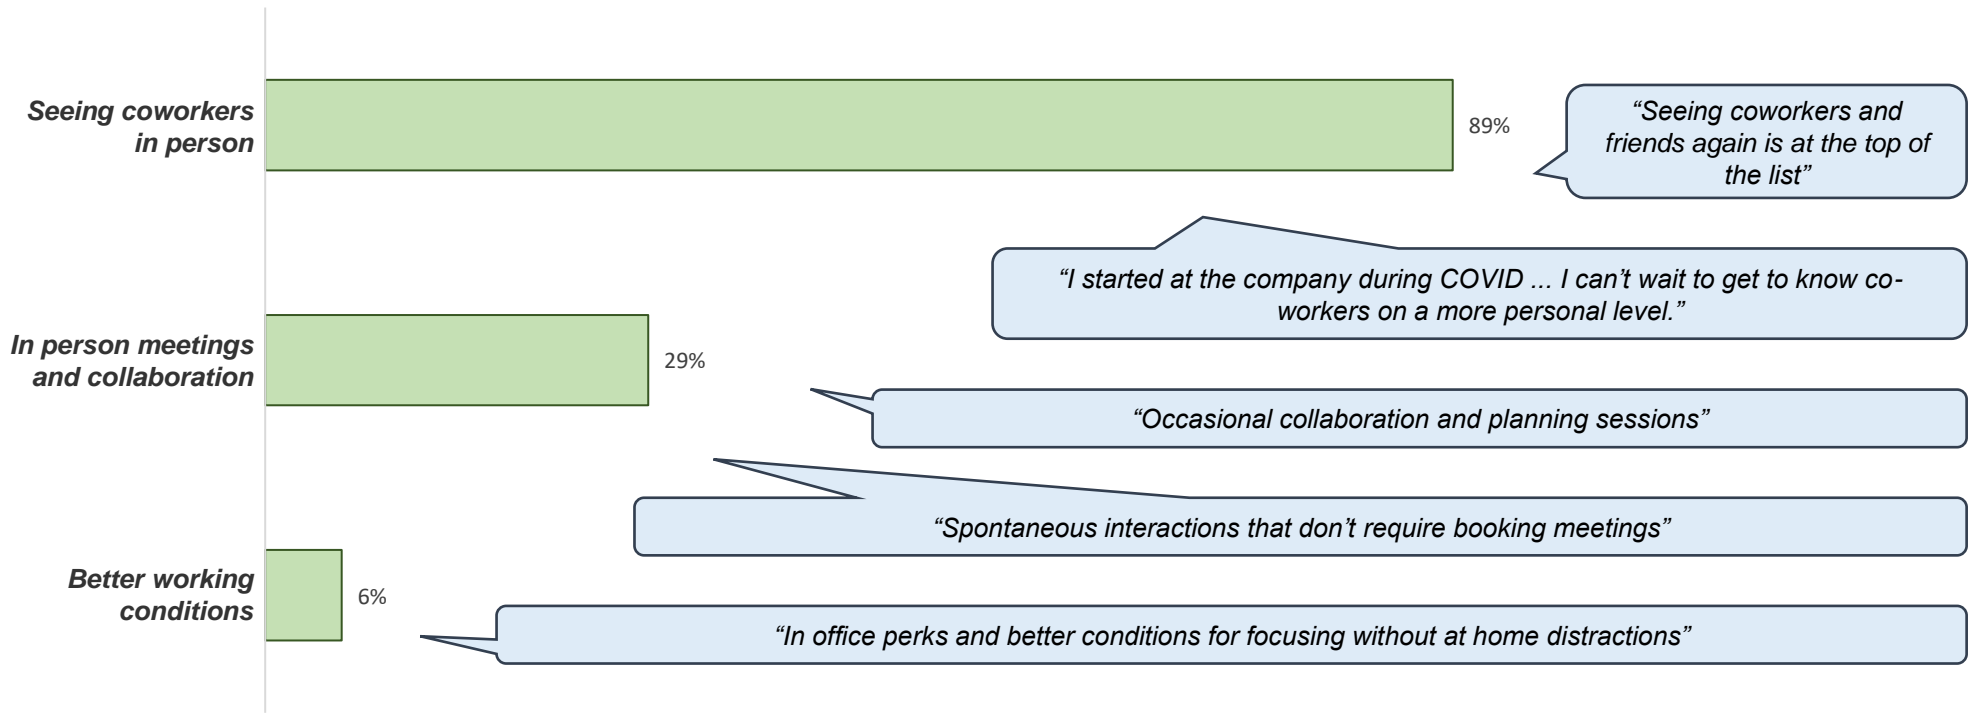 Seeing coworkers
in person
89%
“Seeing coworkers and
friends again is at the top of
the list”
“I started at the company during COVID ... I can’t wait to get to know co-
workers on a more personal level.”
In person meetings
and collaboration
29%
“Occasional collaboration and planning sessions”
“Spontaneous interactions that don’t require booking meetings”
Better working
conditions
6%
“In office perks and better conditions for focusing without at home distractions”